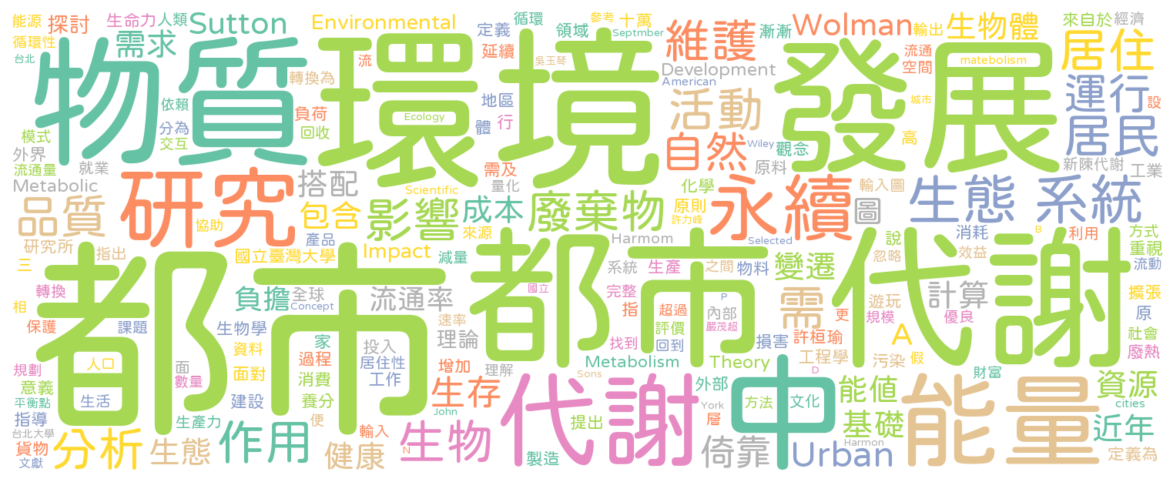 能源
探討
生命力
人類
Sutton
Environmental
循環
定義
領域
參考
十萬
Septmber
漸漸
Wolman
輸出
生物體
來自於
經濟
循環性
台北
需求
物質
環境
轉換為
流
延續
吳王琴
維護
Development
American
流通
空間
matebolism
發展
居住
運行
居民
設
依賴
分為
交互
負荷
回收
Ecology
地區
體
行
活動
自然
Wiley
觀念
原料
城市
高
新陳代謝
工業
模式
外界
流通量
就業
Metabolic
品質
研究
協助
搭配
包含
Scientific
影響
需及
量化
成本
來源
廢棄物
化學
原則
許力峰
永續
輸入圖
圖
生態
系統
消耗
B
利用
方式
重視
流動
研究所
指出
三
國立臺灣大學
產品
Impact
減量
Harmom
Selected
說
忽略
效益
都市
都市
代謝
轉換
相
保護
課題
負擔
全球
Concept
流通率
國立
系統
生產
之間
物料
變遷
完整
指
超過
P
內部
評價
嚴茂超
回到
找到
損害
需
更
遊玩
規模
A
計算
優良
擴張
原
社會
廢熱
生物學
速率
理論
投入
家
過程
居住性
工作
增加
理解
Metabolism
Theory
許桓瑜
工程學
污染
假
人口
面
數量
資料
面對
消費
養分
便
規劃
意義
平衡點
生活
生產力
建設
Sons
外部
York
層
方法
文化
D
財富
cities
能值
基礎
資源
近年
指導
台北大學
貨物
文獻
分析
生態
作用
健康
輸入
John
N
生存
生物
代謝
提出
製造
倚靠
中
Urban
Harmon
能量
定義為